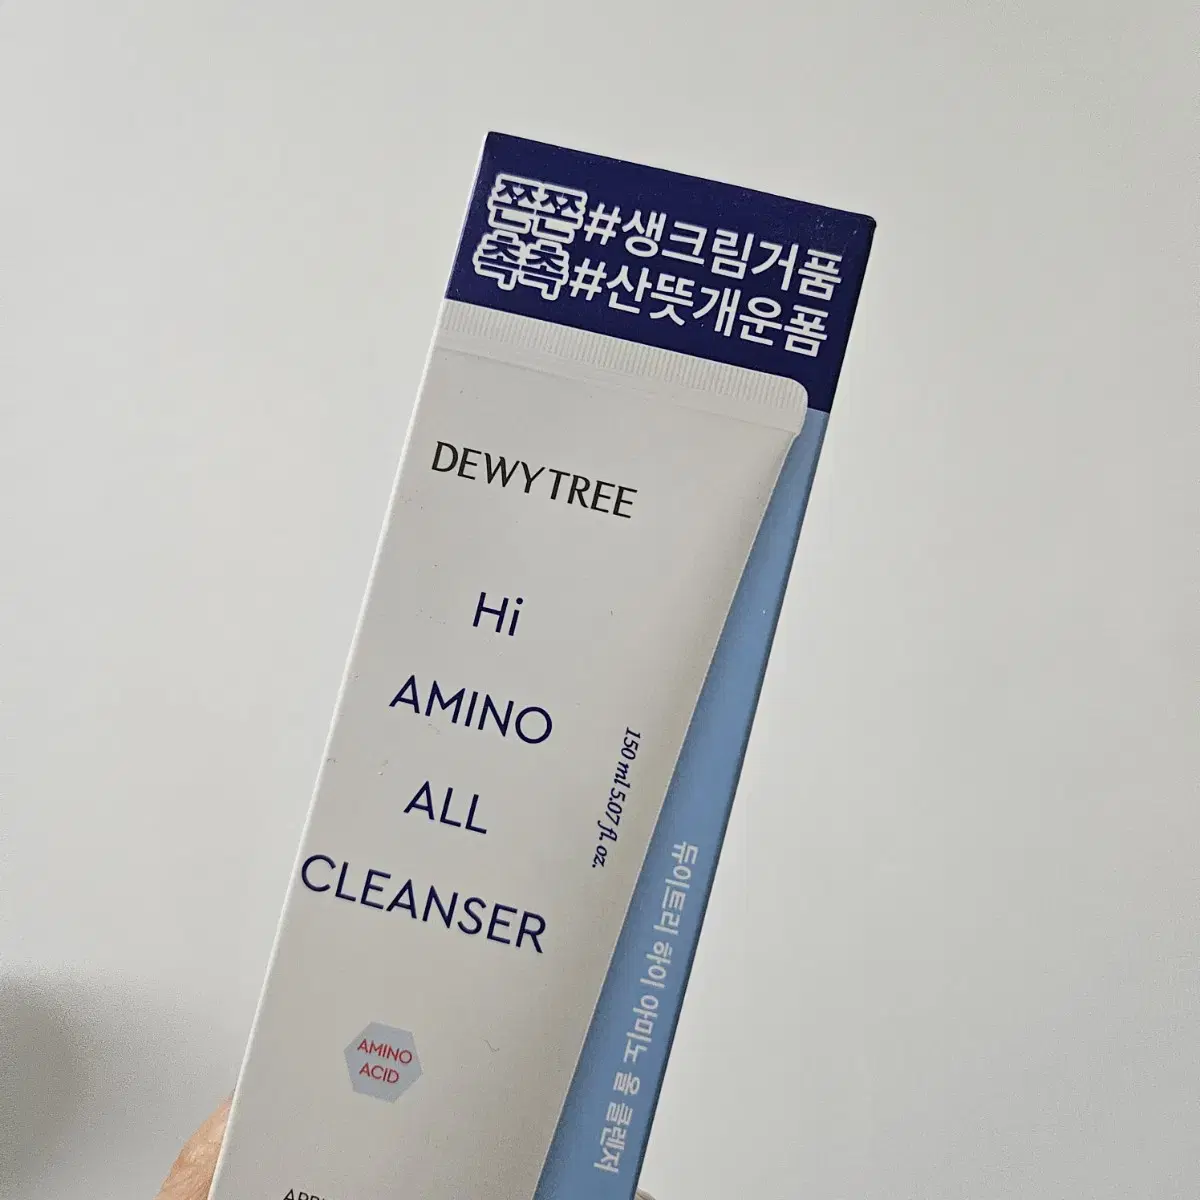 쫀쫀#생크림거품
촉촉#산뜻개운폼
DEWYTREE
Hi
AMINO
ALL
CLEANSER
150 ml 5.07 fl. oz.
AMINO
ACID
듀이트리 하이 아미노 올 클렌저